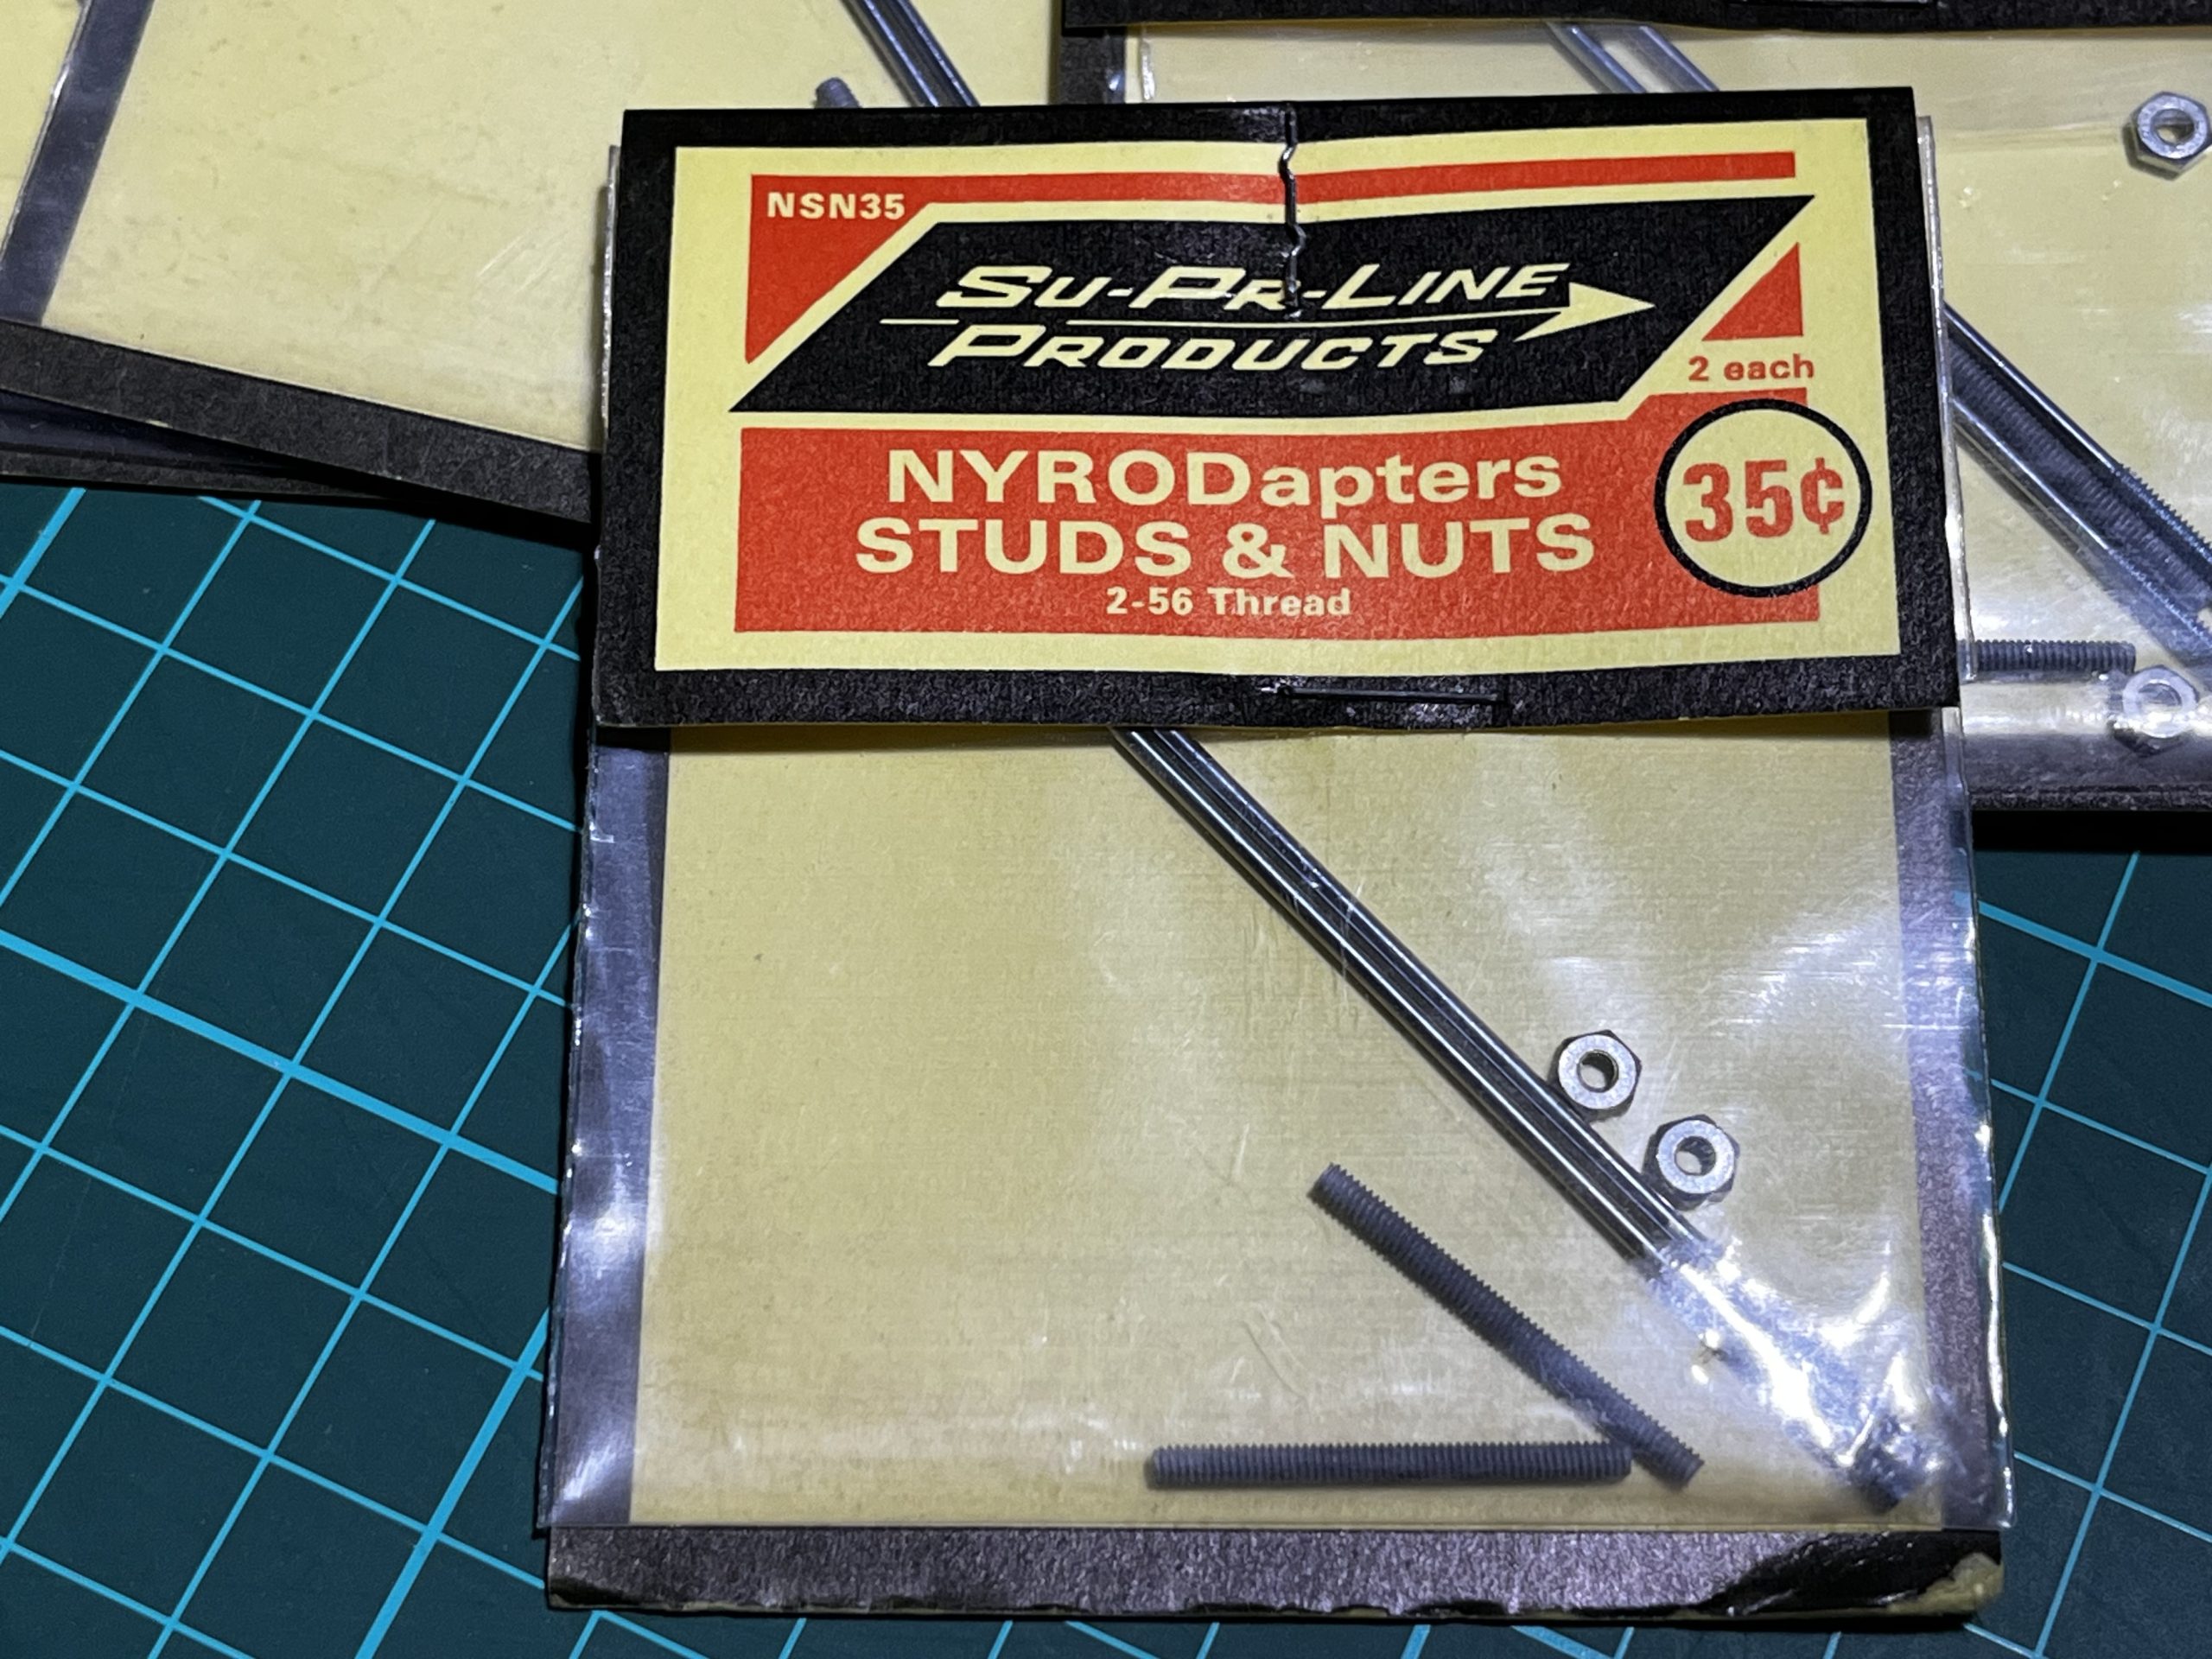 NSN35
SU-PR-LINE
PRODUCTS
2 each
35¢
NYRODapters
STUDS & NUTS
2-56 Thread